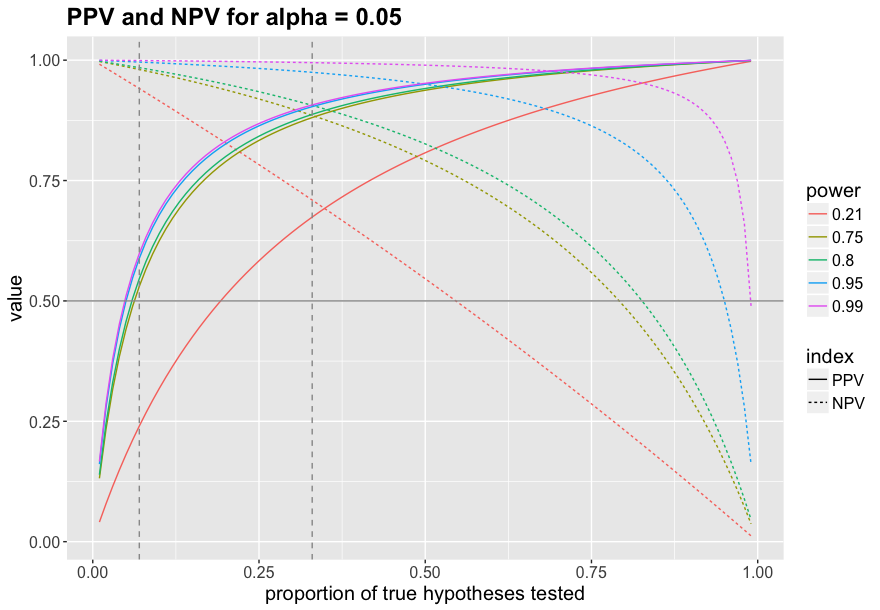 PPV and NPV for alpha = 0.05
value
1.00
0.75
0.50
0.25
0.00
0.00 0.25 0.50 0.75 1.00
proportion of true hypotheses tested
power
0.21
0.75
0.8
0.95
0.99
index
PPV
NPV